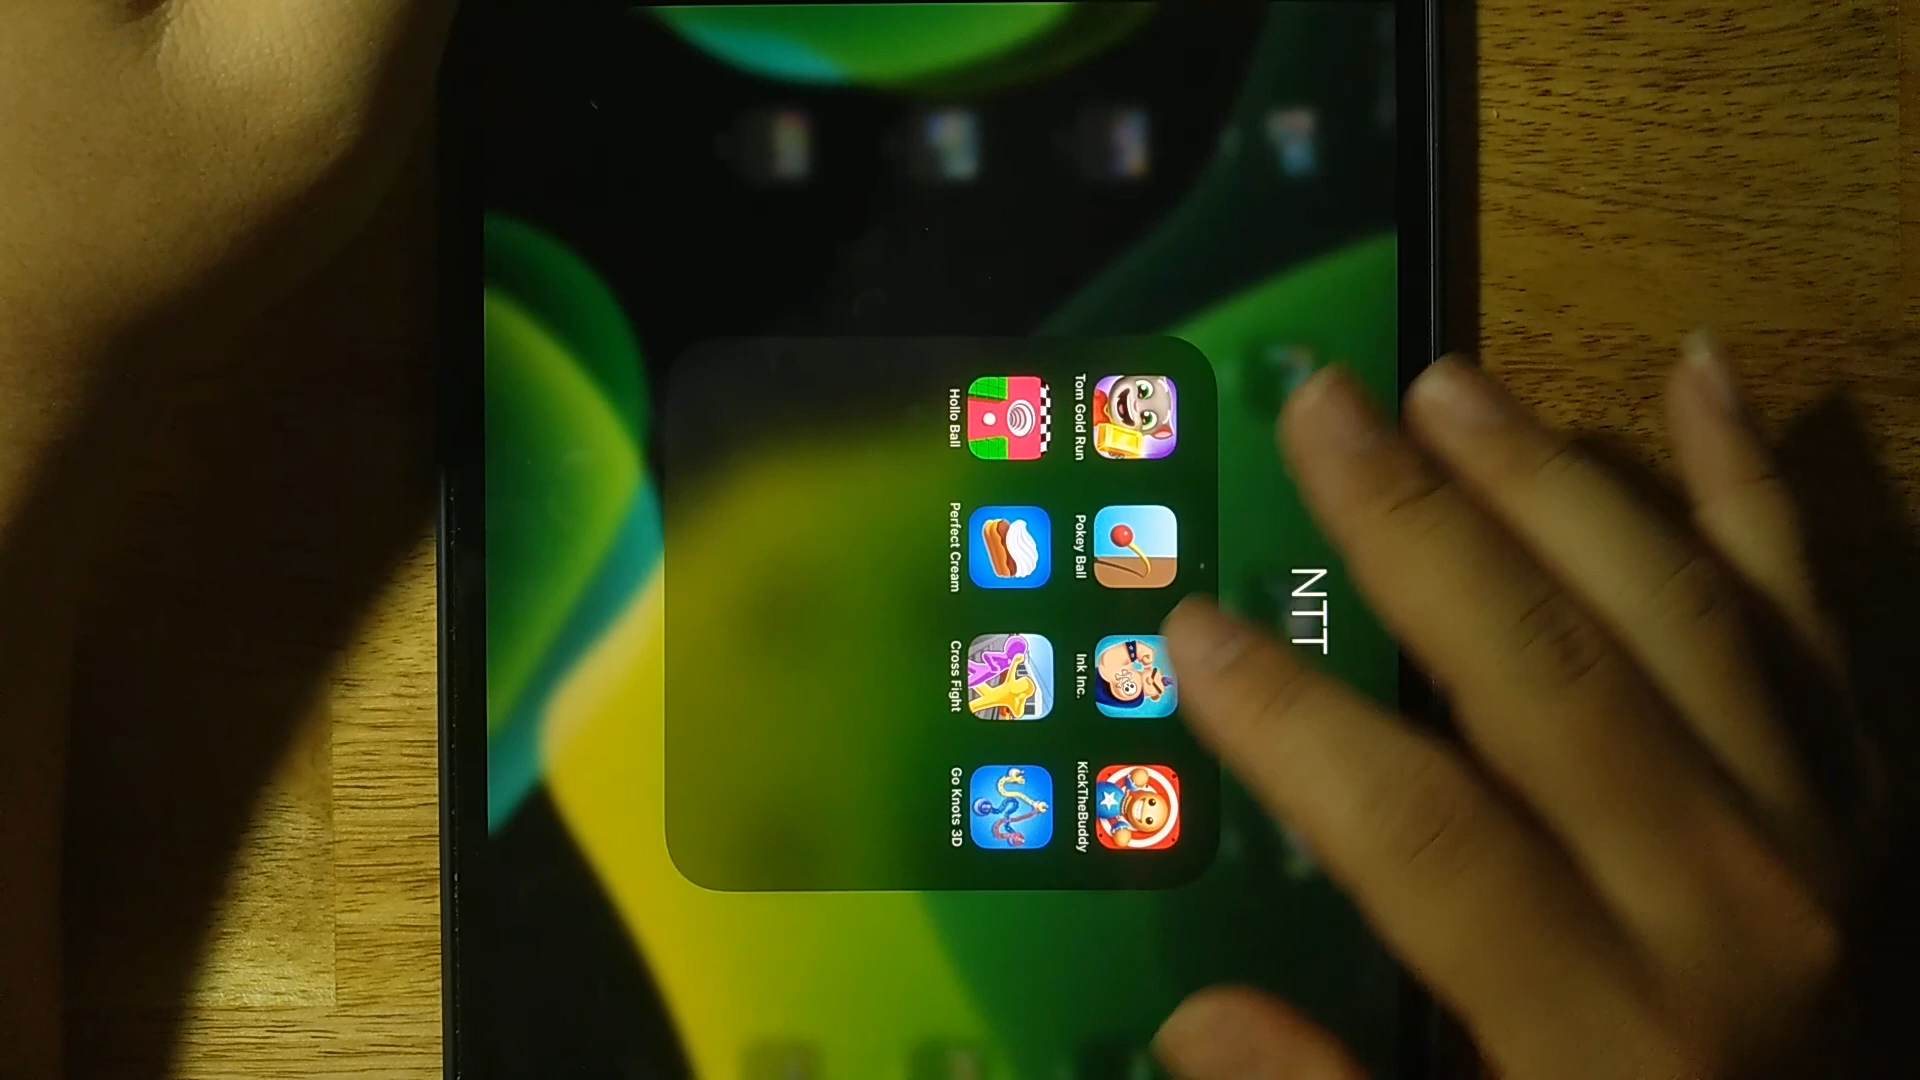 NTT
Tom Gold Run
Pokey Ball
Ink Inc.
KickTheBuddy
Hollo Ball
Perfect Cream
Cross Fight
Go Knots 3D